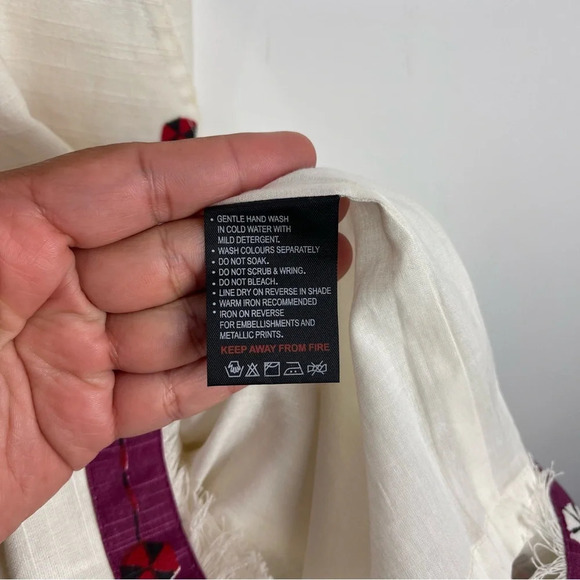 • GENTLE HAND WASH
IN COLD WATER WITH
MILD DETERGENT.
• WASH COLOURS SEPARATELY
• DO NOT SOAK.
• DO NOT SCRUB & WRING.
• DO NOT BLEACH.
• LINE DRY ON REVERSE IN SHADE
• WARM IRON RECOMMENDED
• IRON ON REVERSE
FOR EMBELLISHMENTS AND
METALLIC PRINTS.
KEEP AWAY FROM FIRE